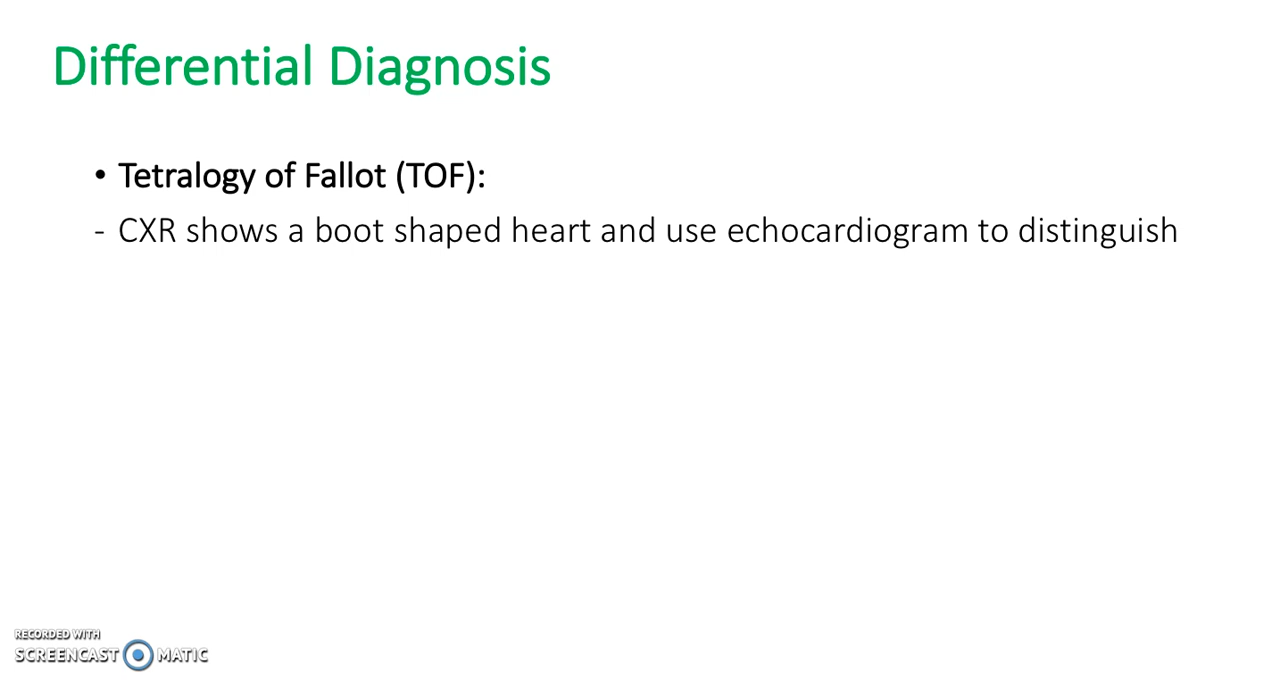 Differential Diagnosis
• Tetralogy of Fallot (TOF):
- CXR shows a boot shaped heart and use echocardiogram to distinguish
RECORDED WITH
SCREENCAST MATIC